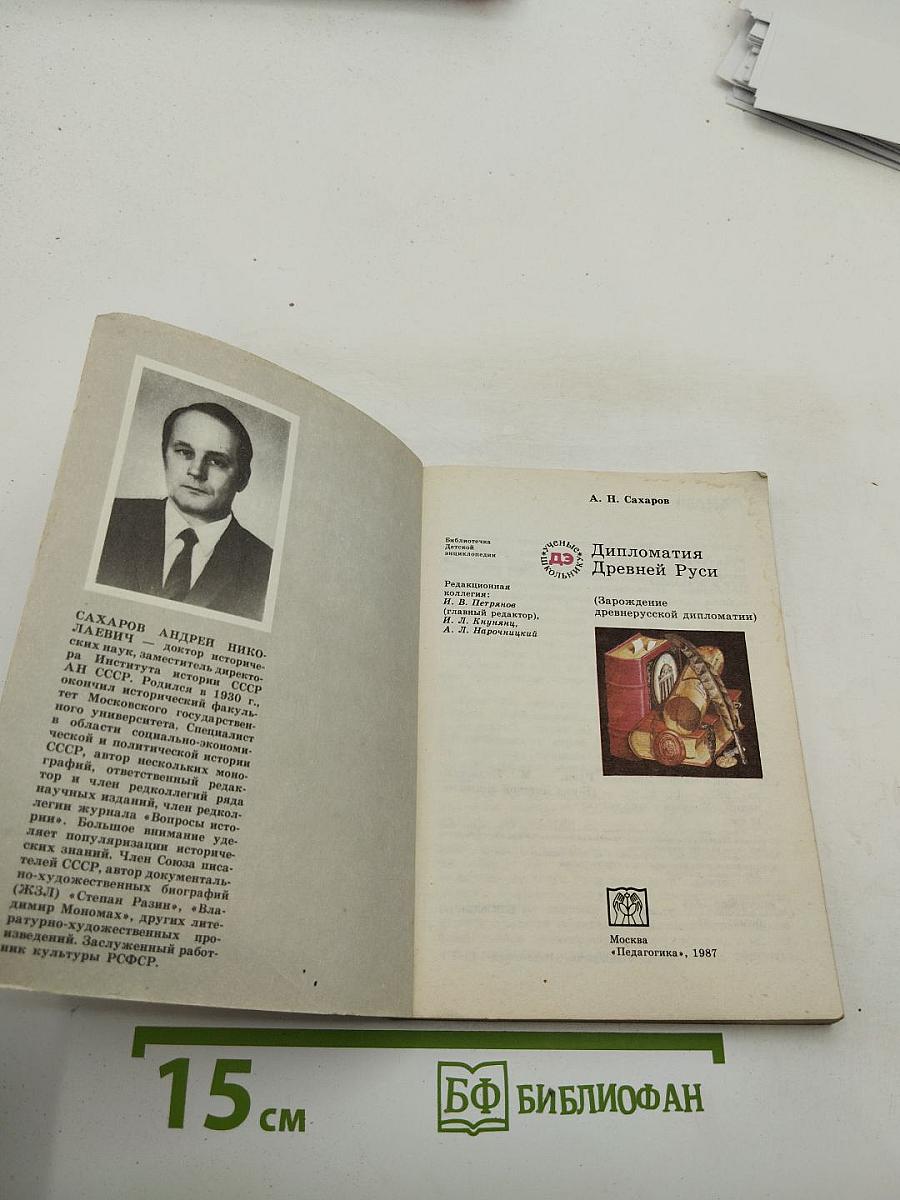 САХАРОВ АНДРЕЙ НИКО-
ЛАЕВИЧ — доктор историче-
ских наук, заместитель директо-
ра Института истории СССР
АН СССР. Родился в 1930 г.,
окончил исторический факуль-
тет Московского государствен-
ного университета. Специалист
в области социально-экономи-
ческой и политической истории
СССР, автор нескольких моно-
графий, ответственный редак-
тор и член редколлегий ряда
научных изданий, член редкол-
легии журнала «Вопросы исто-
рии». Большое внимание уде-
ляет популяризации историче-
ских знаний. Член Союза писа-
телей СССР, автор документаль-
но-художественных биографий
(ЖЗЛ) «Степан Разин», «Вла-
димир Мономах», других лите-
ратурно-художественных про-
изведений. Заслуженный работ-
ник культуры РСФСР.
А. Н. Сахаров
Библиотечка
Детской
энциклопедии
УЧЕНЫЕ
ДЭ
ШКОЛЬНИКУ
Дипломатия
Древней Руси
Редакционная
коллегия:
И. В. Петрянов
(главный редактор),
И. Л. Кнунянц,
А. Л. Нарочницкий
(Зарождение
древнерусской дипломатии)
Москва
«Педагогика», 1987
15 см
БФ БИБЛИОФАН